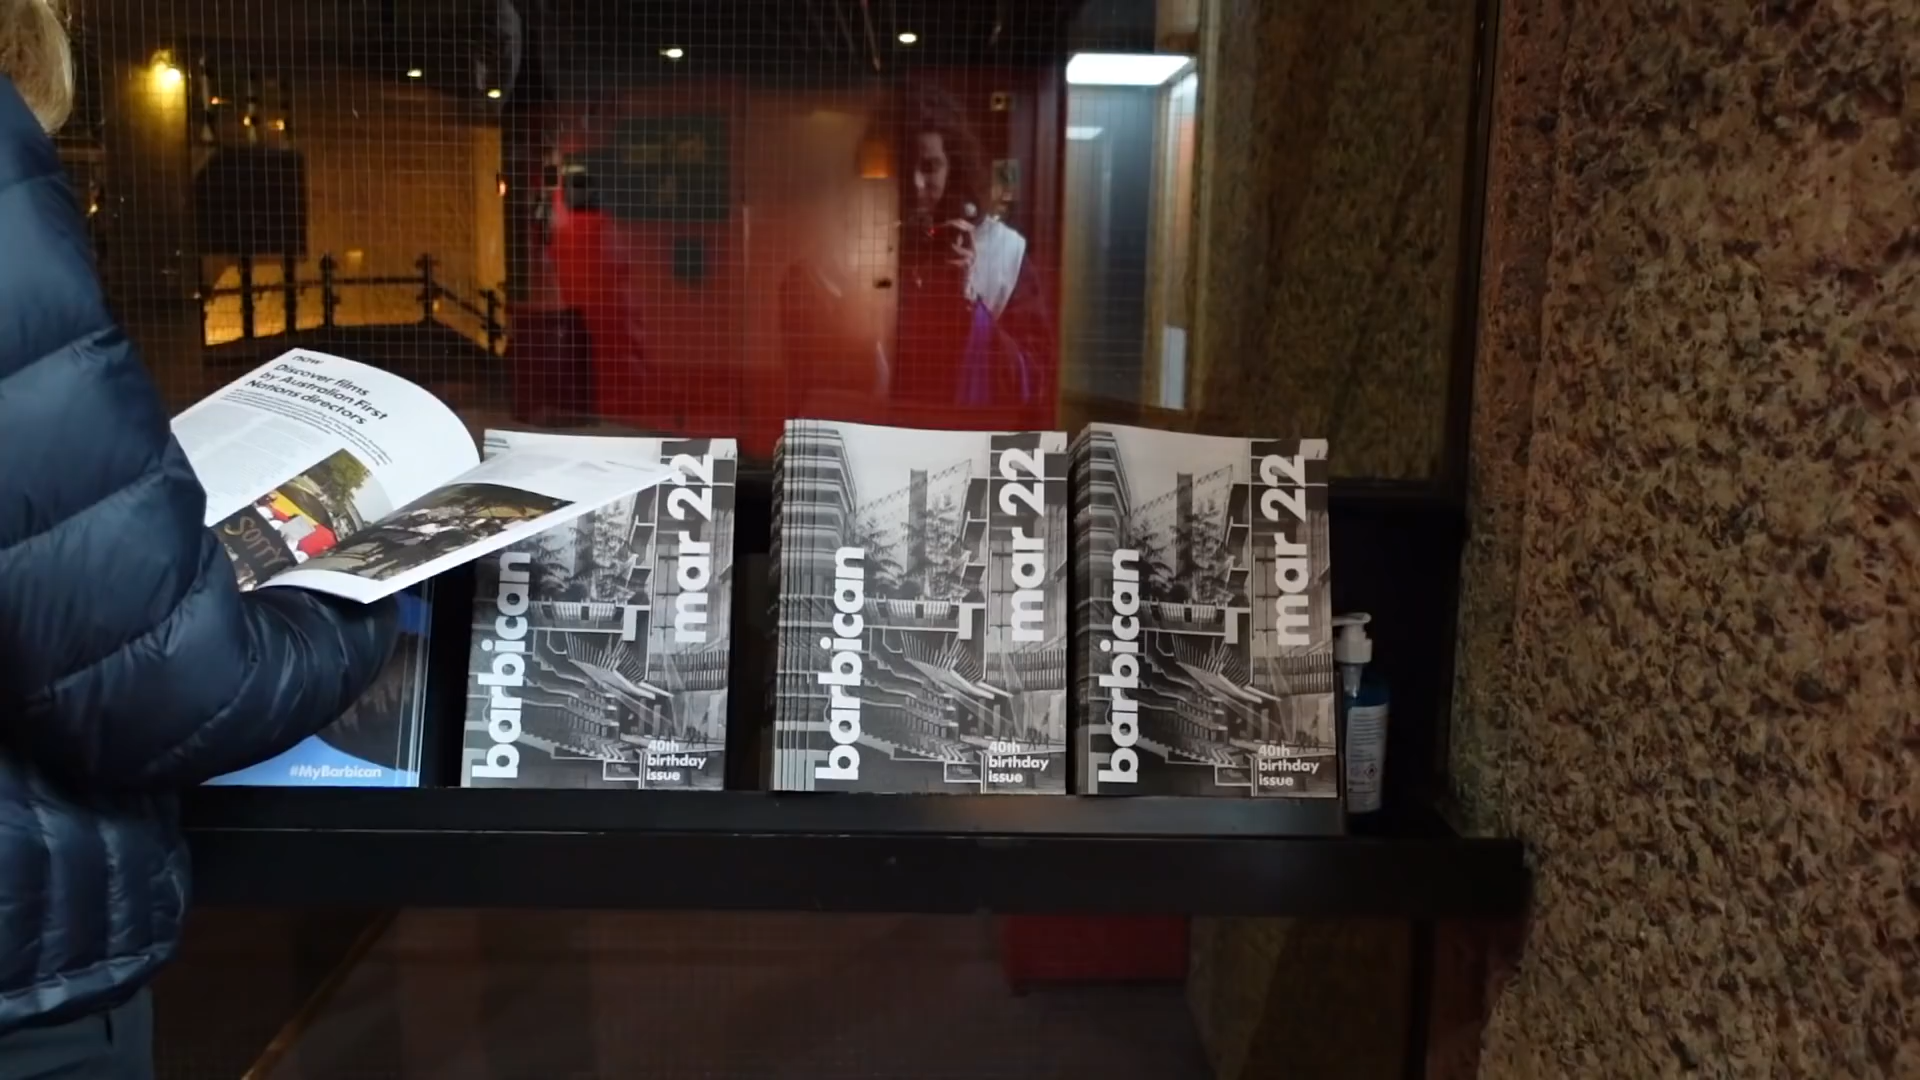 now
Discover films
by Australian First
Nations directors
Sorry
#MyBarbican
barbican
mar 22
40th
birthday
issue
barbican
mar 22
40th
birthday
issue
barbican
mar 22
40th
birthday
issue